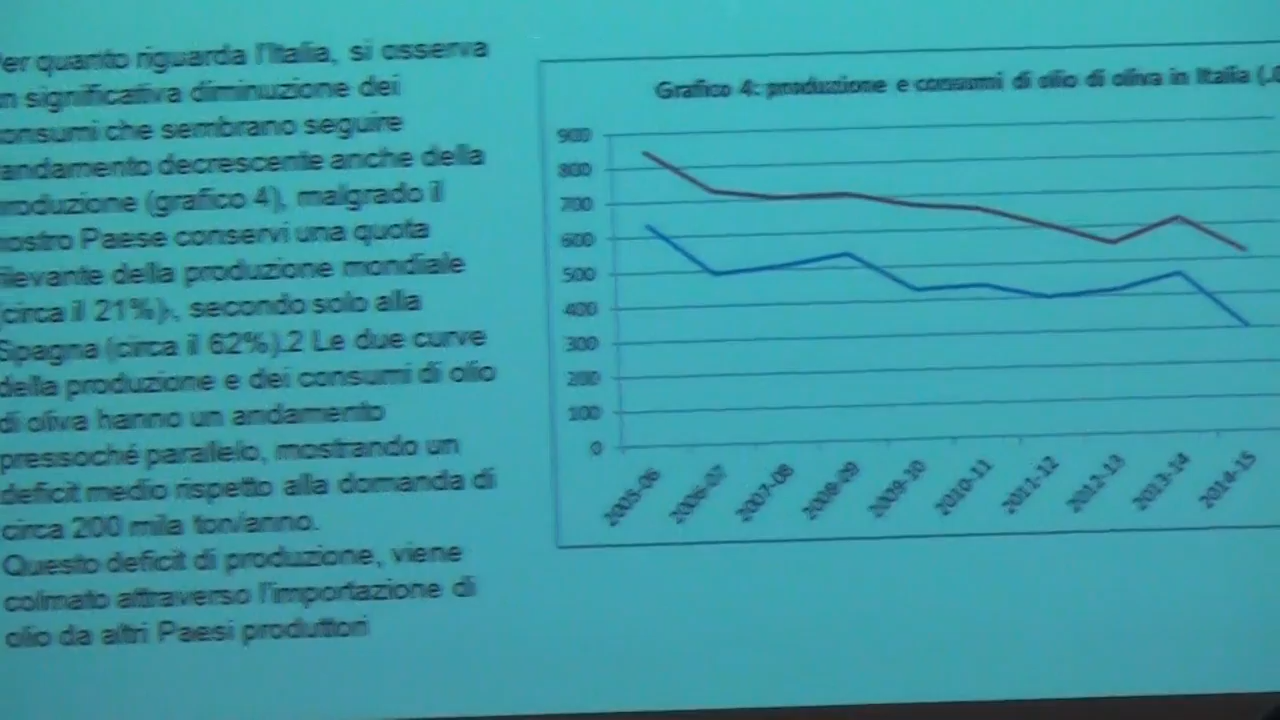 er quanto riguarda l'Italia, si osserva
n significativa diminuzione dei
onsumi che sembrano seguire
andamento decrescente anche della
roduzione (grafico 4), malgrado il
ostro Paese conservi una quota
rilevante della produzione mondiale
(circa il 21%)., secondo solo alla
Spagna (circa il 62%).2 Le due curve
della produzione e dei consumi di olio
di oliva hanno un andamento
pressoché parallelo, mostrando un
deficit medio rispetto alla domanda di
circa 200 mila ton/anno.
Questo deficit di produzione, viene
colmato attraverso l'importazione di
olio da altri Paesi produttori
Grafico 4: produzione e consumi di olio di oliva in Italia (.0
900
800
700
600
500
400
300
200
100
0
2005-06
2006-07
2007-08
2008-09
2009-10
2010-11
2011-12
2012-13
2013-14
2014-15